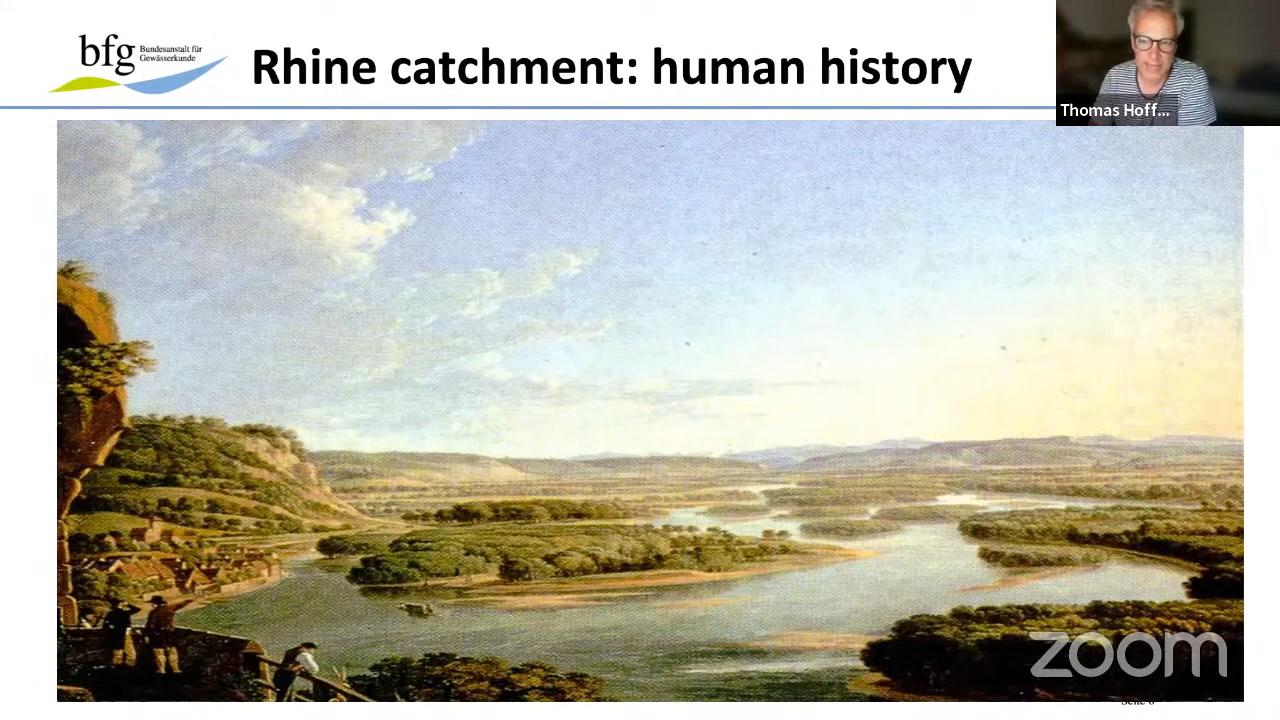 bfg
Bundesanstalt für
Gewässerkunde
Rhine catchment: human history
Thomas Hoff...
zoom